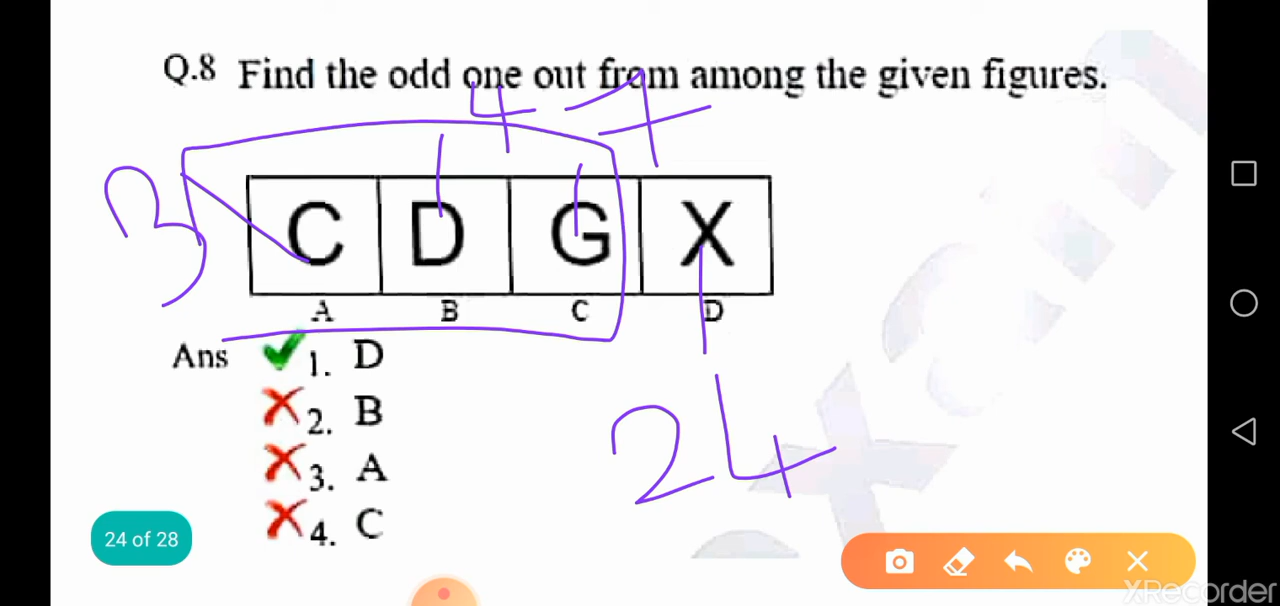 Q.8 Find the odd one out from among the given figures.
4 7
3
C D G X
A B C D
Ans 1. D
2. B
3. A
4. C
24
24 of 28
XRecorder